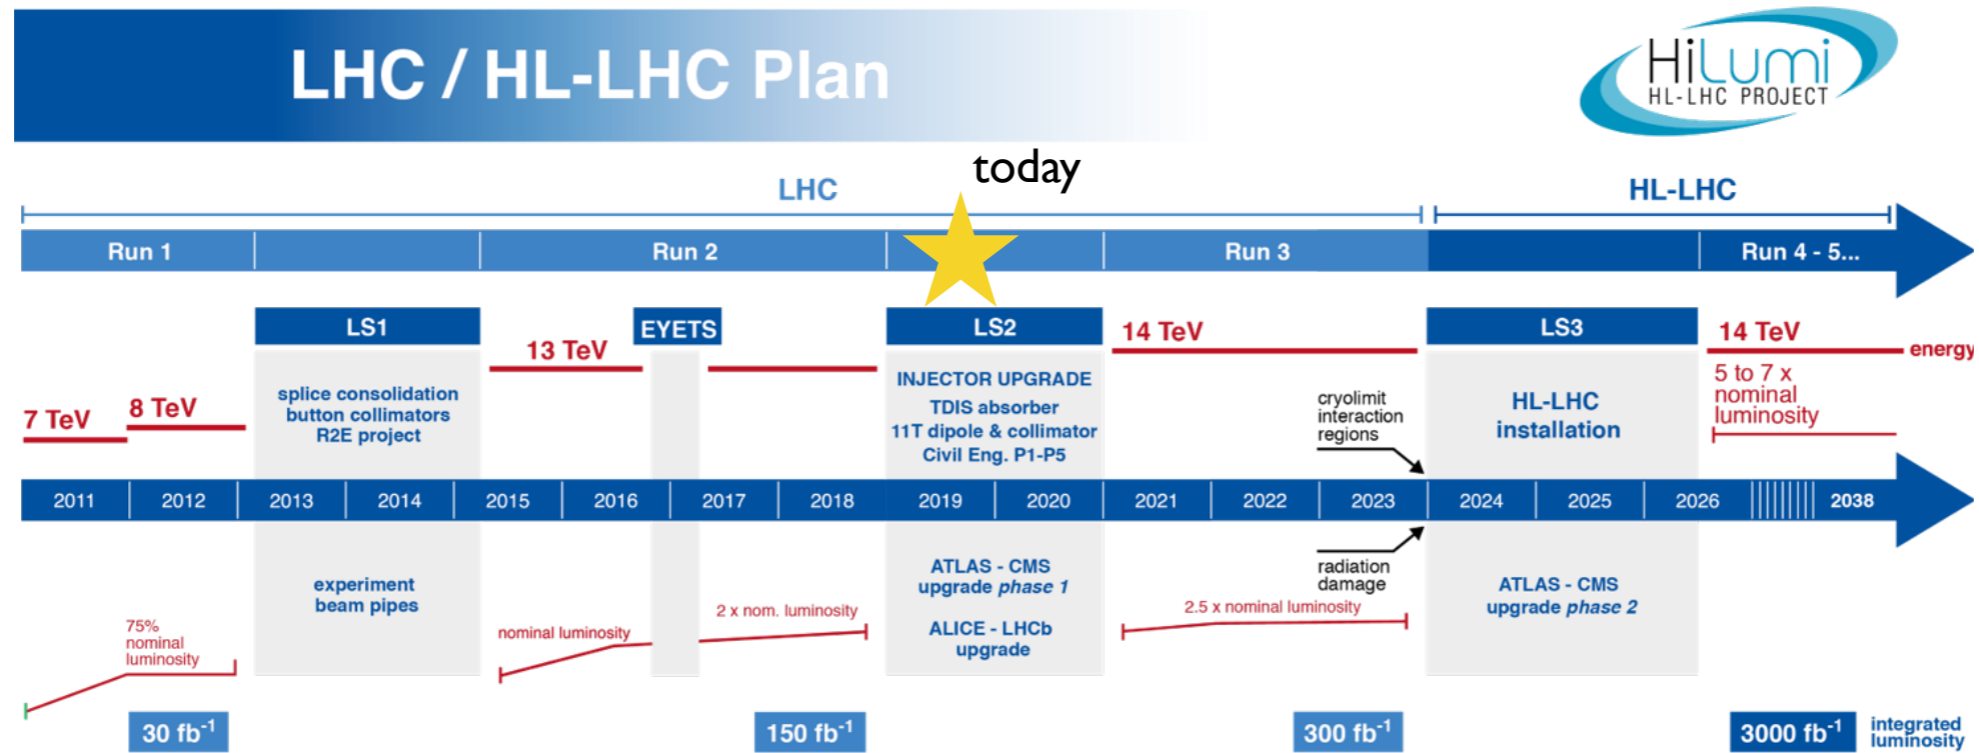 LHC / HL-LHC Plan
HiLumi
HL-LHC PROJECT
today
LHC
HL-LHC
Run 1
Run 2
Run 3
Run 4 - 5...
LS1
EYETS
LS2
LS3
7 TeV
8 TeV
13 TeV
14 TeV
14 TeV
energy
splice consolidation
button collimators
R2E project
INJECTOR UPGRADE
TDIS absorber
11T dipole & collimator
Civil Eng. P1-P5
cryolimit
interaction
regions
HL-LHC
installation
5 to 7 x
nominal
luminosity
2011 2012 2013 2014 2015 2016 2017 2018 2019 2020 2021 2022 2023 2024 2025 2026 2038
75%
nominal
luminosity
experiment
beam pipes
nominal luminosity
2 x nom. luminosity
ATLAS - CMS
upgrade phase 1
ALICE - LHCb
upgrade
radiation
damage
2.5 x nominal luminosity
ATLAS - CMS
upgrade phase 2
30 fb⁻¹
150 fb⁻¹
300 fb⁻¹
3000 fb⁻¹
integrated
luminosity